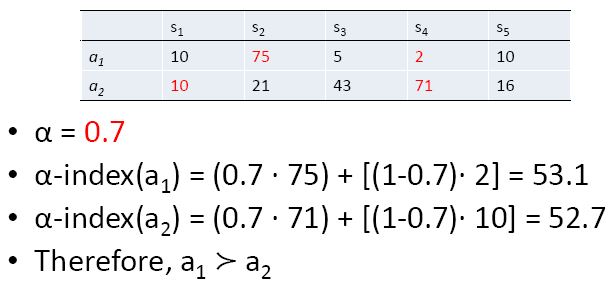 s₁ s₂ s₃ s₄ s₅
a₁ 10 75 5 2 10
a₂ 10 21 43 71 16
• α = 0.7
• α-index(a₁) = (0.7 · 75) + [(1-0.7)· 2] = 53.1
• α-index(a₂) = (0.7 · 71) + [(1-0.7)· 10] = 52.7
• Therefore, a₁ ≻ a₂